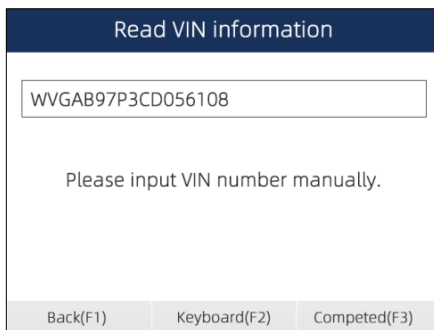 Read VIN information
WVGAB97P3CD056108
Please input VIN number manually.
Back(F1) Keyboard(F2) Competed(F3)